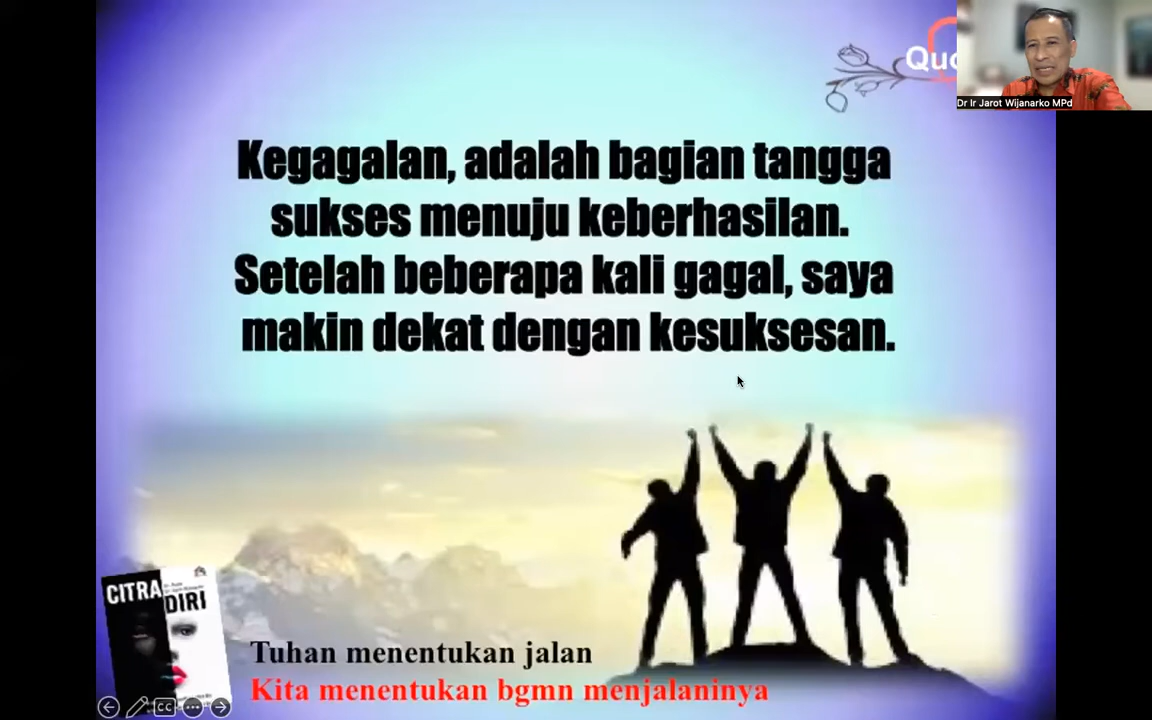 Dr Ir Jarot Wijanarko MPd
Kegagalan, adalah bagian tangga
sukses menuju keberhasilan.
Setelah beberapa kali gagal, saya
makin dekat dengan kesuksesan.
CITRA
DIRI
Tuhan menentukan jalan
Kita menentukan bgmn menjalaninya
CC